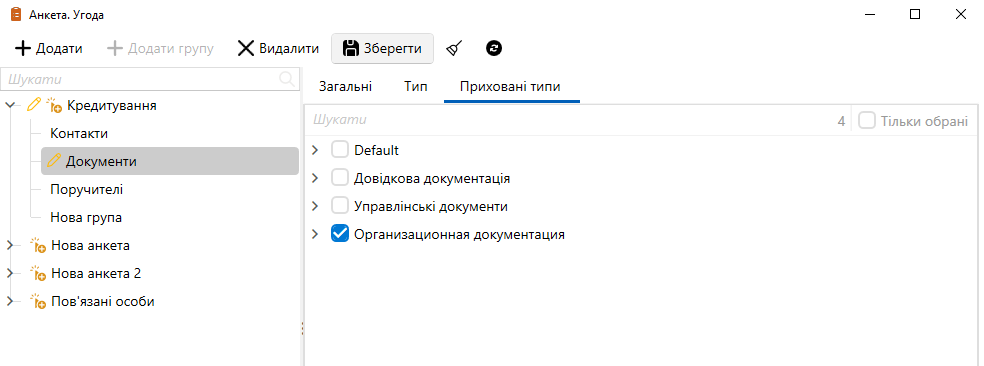 Анкета. Угода
Додати Додати групу Видалити Зберегти
Шукати
Кредитування
Контакти
Документи
Поручителі
Нова група
Нова анкета
Нова анкета 2
Пов'язані особи
Загальні Тип Приховані типи
Шукати 4 Тільки обрані
Default
Довідкова документація
Управлінські документи
Организационная документация